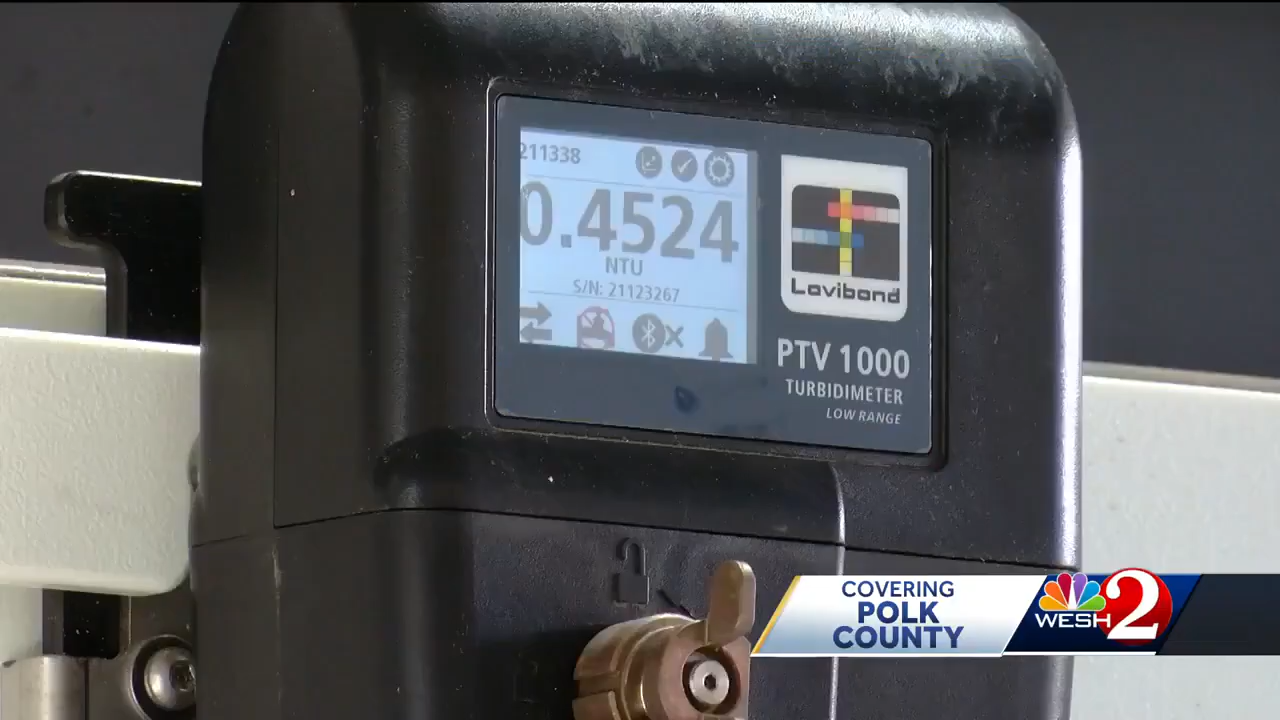 211338
0.4524
NTU
S/N: 21123267
Lovibond
PTV 1000
TURBIDIMETER
LOW RANGE
COVERING
POLK
COUNTY
WESH 2